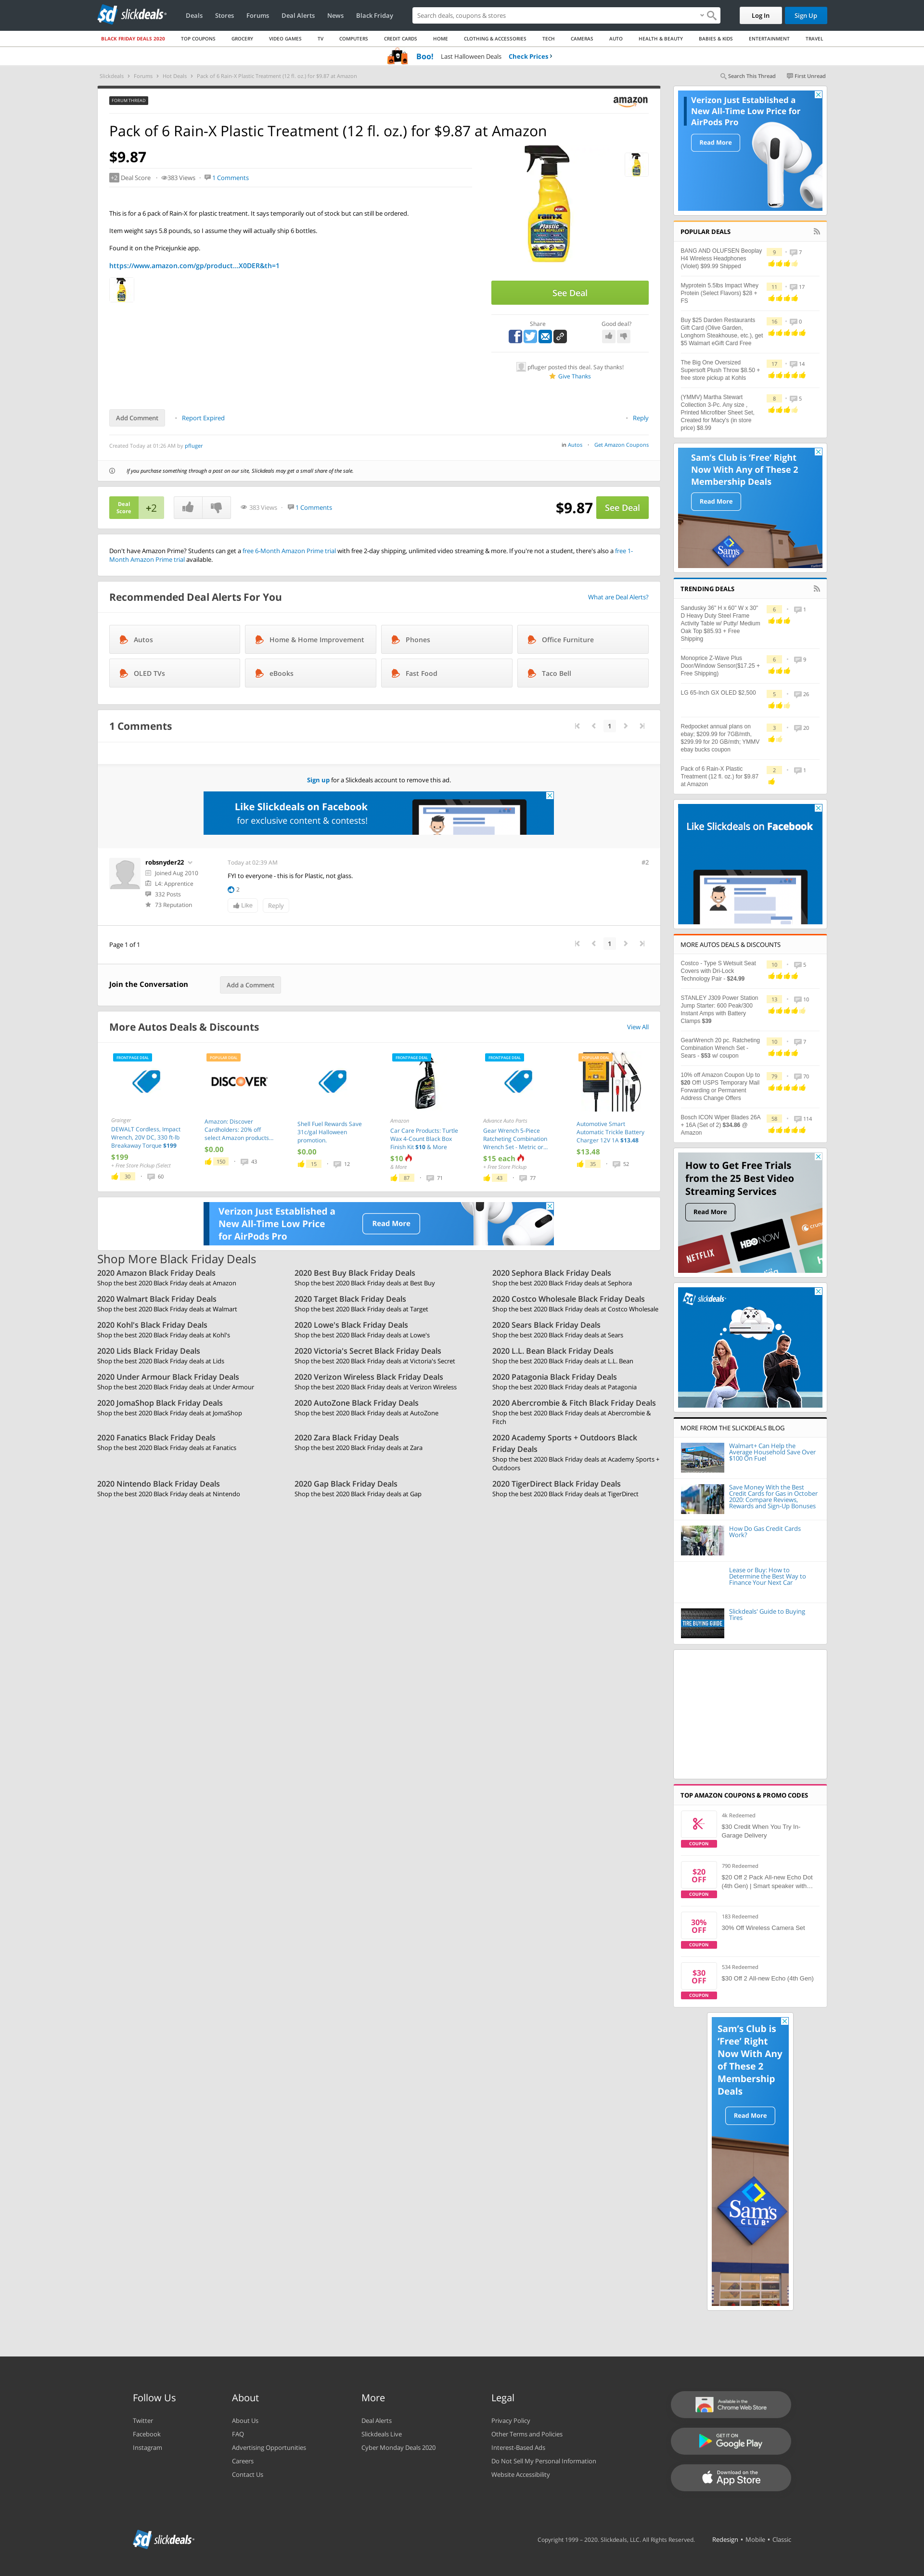 sd slickdeals
Deals Stores Forums Deal Alerts News Black Friday
Search deals, coupons & stores
Log In Sign Up
BLACK FRIDAY DEALS 2020 TOP COUPONS GROCERY VIDEO GAMES TV COMPUTERS CREDIT CARDS HOME CLOTHING & ACCESSORIES TECH CAMERAS AUTO HEALTH & BEAUTY BABIES & KIDS ENTERTAINMENT TRAVEL
Boo! Last Halloween Deals Check Prices ›
Slickdeals › Forums › Hot Deals › Pack of 6 Rain-X Plastic Treatment (12 fl. oz.) for $9.87 at Amazon
Search This Thread First Unread
FORUM THREAD
amazon
Pack of 6 Rain-X Plastic Treatment (12 fl. oz.) for $9.87 at Amazon
$9.87
+2 Deal Score 383 Views 1 Comments
This is for a 6 pack of Rain-X for plastic treatment. It says temporarily out of stock but can still be ordered.
Item weight says 5.8 pounds, so I assume they will actually ship 6 bottles.
Found it on the Pricejunkie app.
https://www.amazon.com/gp/product...X0DER&th=1
See Deal
Share Good deal?
pfluger posted this deal. Say thanks!
Give Thanks
Add Comment Report Expired Reply
Created Today at 01:26 AM by pfluger
in Autos Get Amazon Coupons
If you purchase something through a post on our site, Slickdeals may get a small share of the sale.
Deal Score +2 383 Views 1 Comments $9.87 See Deal
Don't have Amazon Prime? Students can get a free 6-Month Amazon Prime trial with free 2-day shipping, unlimited video streaming & more. If you're not a student, there's also a free 1-
Month Amazon Prime trial available.
Recommended Deal Alerts For You What are Deal Alerts?
Autos Home & Home Improvement Phones Office Furniture
OLED TVs eBooks Fast Food Taco Bell
1 Comments 1
Sign up for a Slickdeals account to remove this ad.
Like Slickdeals on Facebook
for exclusive content & contests!
robsnyder22
Joined Aug 2010
L4: Apprentice
332 Posts
73 Reputation
Today at 02:39 AM #2
FYI to everyone - this is for Plastic, not glass.
2
Like Reply
Page 1 of 1 1
Join the Conversation Add a Comment
More Autos Deals & Discounts View All
FRONTPAGE DEAL
Grainger
DEWALT Cordless, Impact
Wrench, 20V DC, 330 ft-lb
Breakaway Torque $199
$199
+ Free Store Pickup (Select
30 60
POPULAR DEAL
DISCOVER
Amazon: Discover
Cardholders: 20% off
select Amazon products...
$0.00
150 43
Shell Fuel Rewards Save
31c/gal Halloween
promotion.
$0.00
15 12
FRONTPAGE DEAL
Amazon
Car Care Products: Turtle
Wax 4-Count Black Box
Finish Kit $10 & More
$10
& More
87 71
FRONTPAGE DEAL
Advance Auto Parts
Gear Wrench 5-Piece
Ratcheting Combination
Wrench Set - Metric or...
$15 each
+ Free Store Pickup
43 77
POPULAR DEAL
Automotive Smart
Automatic Trickle Battery
Charger 12V 1A $13.48
$13.48
35 52
Verizon Just Established a
New All-Time Low Price
for AirPods Pro
Read More
Shop More Black Friday Deals
2020 Amazon Black Friday Deals
Shop the best 2020 Black Friday deals at Amazon
2020 Best Buy Black Friday Deals
Shop the best 2020 Black Friday deals at Best Buy
2020 Sephora Black Friday Deals
Shop the best 2020 Black Friday deals at Sephora
2020 Walmart Black Friday Deals
Shop the best 2020 Black Friday deals at Walmart
2020 Target Black Friday Deals
Shop the best 2020 Black Friday deals at Target
2020 Costco Wholesale Black Friday Deals
Shop the best 2020 Black Friday deals at Costco Wholesale
2020 Kohl's Black Friday Deals
Shop the best 2020 Black Friday deals at Kohl's
2020 Lowe's Black Friday Deals
Shop the best 2020 Black Friday deals at Lowe's
2020 Sears Black Friday Deals
Shop the best 2020 Black Friday deals at Sears
2020 Lids Black Friday Deals
Shop the best 2020 Black Friday deals at Lids
2020 Victoria's Secret Black Friday Deals
Shop the best 2020 Black Friday deals at Victoria's Secret
2020 L.L. Bean Black Friday Deals
Shop the best 2020 Black Friday deals at L.L. Bean
2020 Under Armour Black Friday Deals
Shop the best 2020 Black Friday deals at Under Armour
2020 Verizon Wireless Black Friday Deals
Shop the best 2020 Black Friday deals at Verizon Wireless
2020 Patagonia Black Friday Deals
Shop the best 2020 Black Friday deals at Patagonia
2020 JomaShop Black Friday Deals
Shop the best 2020 Black Friday deals at JomaShop
2020 AutoZone Black Friday Deals
Shop the best 2020 Black Friday deals at AutoZone
2020 Abercrombie & Fitch Black Friday Deals
Shop the best 2020 Black Friday deals at Abercrombie &
Fitch
2020 Fanatics Black Friday Deals
Shop the best 2020 Black Friday deals at Fanatics
2020 Zara Black Friday Deals
Shop the best 2020 Black Friday deals at Zara
2020 Academy Sports + Outdoors Black
Friday Deals
Shop the best 2020 Black Friday deals at Academy Sports +
Outdoors
2020 Nintendo Black Friday Deals
Shop the best 2020 Black Friday deals at Nintendo
2020 Gap Black Friday Deals
Shop the best 2020 Black Friday deals at Gap
2020 TigerDirect Black Friday Deals
Shop the best 2020 Black Friday deals at TigerDirect
Verizon Just Established a
New All-Time Low Price for
AirPods Pro
Read More
POPULAR DEALS
BANG AND OLUFSEN Beoplay
H4 Wireless Headphones
(Violet) $99.99 Shipped
9 7
Myprotein 5.5lbs Impact Whey
Protein (Select Flavors) $28 +
FS
11 17
Buy $25 Darden Restaurants
Gift Card (Olive Garden,
Longhorn Steakhouse, etc.), get
$5 Walmart eGift Card Free
16 0
The Big One Oversized
Supersoft Plush Throw $8.50 +
free store pickup at Kohls
17 14
(YMMV) Martha Stewart
Collection 3-Pc. Any size ,
Printed Microfiber Sheet Set,
Created for Macy's (in store
price) $8.99
8 5
Sam's Club is 'Free' Right
Now With Any of These 2
Membership Deals
Read More
Sam's CLUB
TRENDING DEALS
Sandusky 36" H x 60" W x 30"
D Heavy Duty Steel Frame
Activity Table w/ Putty/ Medium
Oak Top $85.93 + Free
Shipping
6 1
Monoprice Z-Wave Plus
Door/Window Sensor($17.25 +
Free Shipping)
6 9
LG 65-Inch GX OLED $2,500
5 26
Redpocket annual plans on
ebay: $209.99 for 7GB/mth,
$299.99 for 20 GB/mth; YMMV
ebay bucks coupon
3 20
Pack of 6 Rain-X Plastic
Treatment (12 fl. oz.) for $9.87
at Amazon
2 1
Like Slickdeals on Facebook
MORE AUTOS DEALS & DISCOUNTS
Costco - Type S Wetsuit Seat
Covers with Dri-Lock
Technology Pair - $24.99
10 5
STANLEY J309 Power Station
Jump Starter: 600 Peak/300
Instant Amps with Battery
Clamps $39
13 10
GearWrench 20 pc. Ratcheting
Combination Wrench Set -
Sears - $53 w/ coupon
10 7
10% off Amazon Coupon Up to
$20 Off! USPS Temporary Mail
Forwarding or Permanent
Address Change Offers
79 70
Bosch ICON Wiper Blades 26A
+ 16A (Set of 2) $34.86 @
Amazon
58 114
How to Get Free Trials
from the 25 Best Video
Streaming Services
Read More
NETFLIX HBO NOW
sd slickdeals
MORE FROM THE SLICKDEALS BLOG
Walmart+ Can Help the
Average Household Save Over
$100 On Fuel
Save Money With the Best
Credit Cards for Gas in October
2020: Compare Reviews,
Rewards and Sign-Up Bonuses
How Do Gas Credit Cards
Work?
Lease or Buy: How to
Determine the Best Way to
Finance Your Next Car
TIRE BUYING GUIDE
Slickdeals' Guide to Buying
Tires
TOP AMAZON COUPONS & PROMO CODES
4k Redeemed
$30 Credit When You Try In-
Garage Delivery
COUPON
$20 OFF
790 Redeemed
$20 Off 2 Pack All-new Echo Dot
(4th Gen) | Smart speaker with...
COUPON
30% OFF
183 Redeemed
30% Off Wireless Camera Set
COUPON
$30 OFF
534 Redeemed
$30 Off 2 All-new Echo (4th Gen)
COUPON
Sam's Club is
'Free' Right
Now With Any
of These 2
Membership
Deals
Read More
Sam's CLUB
Follow Us
Twitter
Facebook
Instagram
About
About Us
FAQ
Advertising Opportunities
Careers
Contact Us
More
Deal Alerts
Slickdeals Live
Cyber Monday Deals 2020
Legal
Privacy Policy
Other Terms and Policies
Interest-Based Ads
Do Not Sell My Personal Information
Website Accessibility
Available in the
Chrome Web Store
GET IT ON
Google Play
Download on the
App Store
sd slickdeals
Copyright 1999 - 2020. Slickdeals, LLC. All Rights Reserved. Redesign • Mobile • Classic